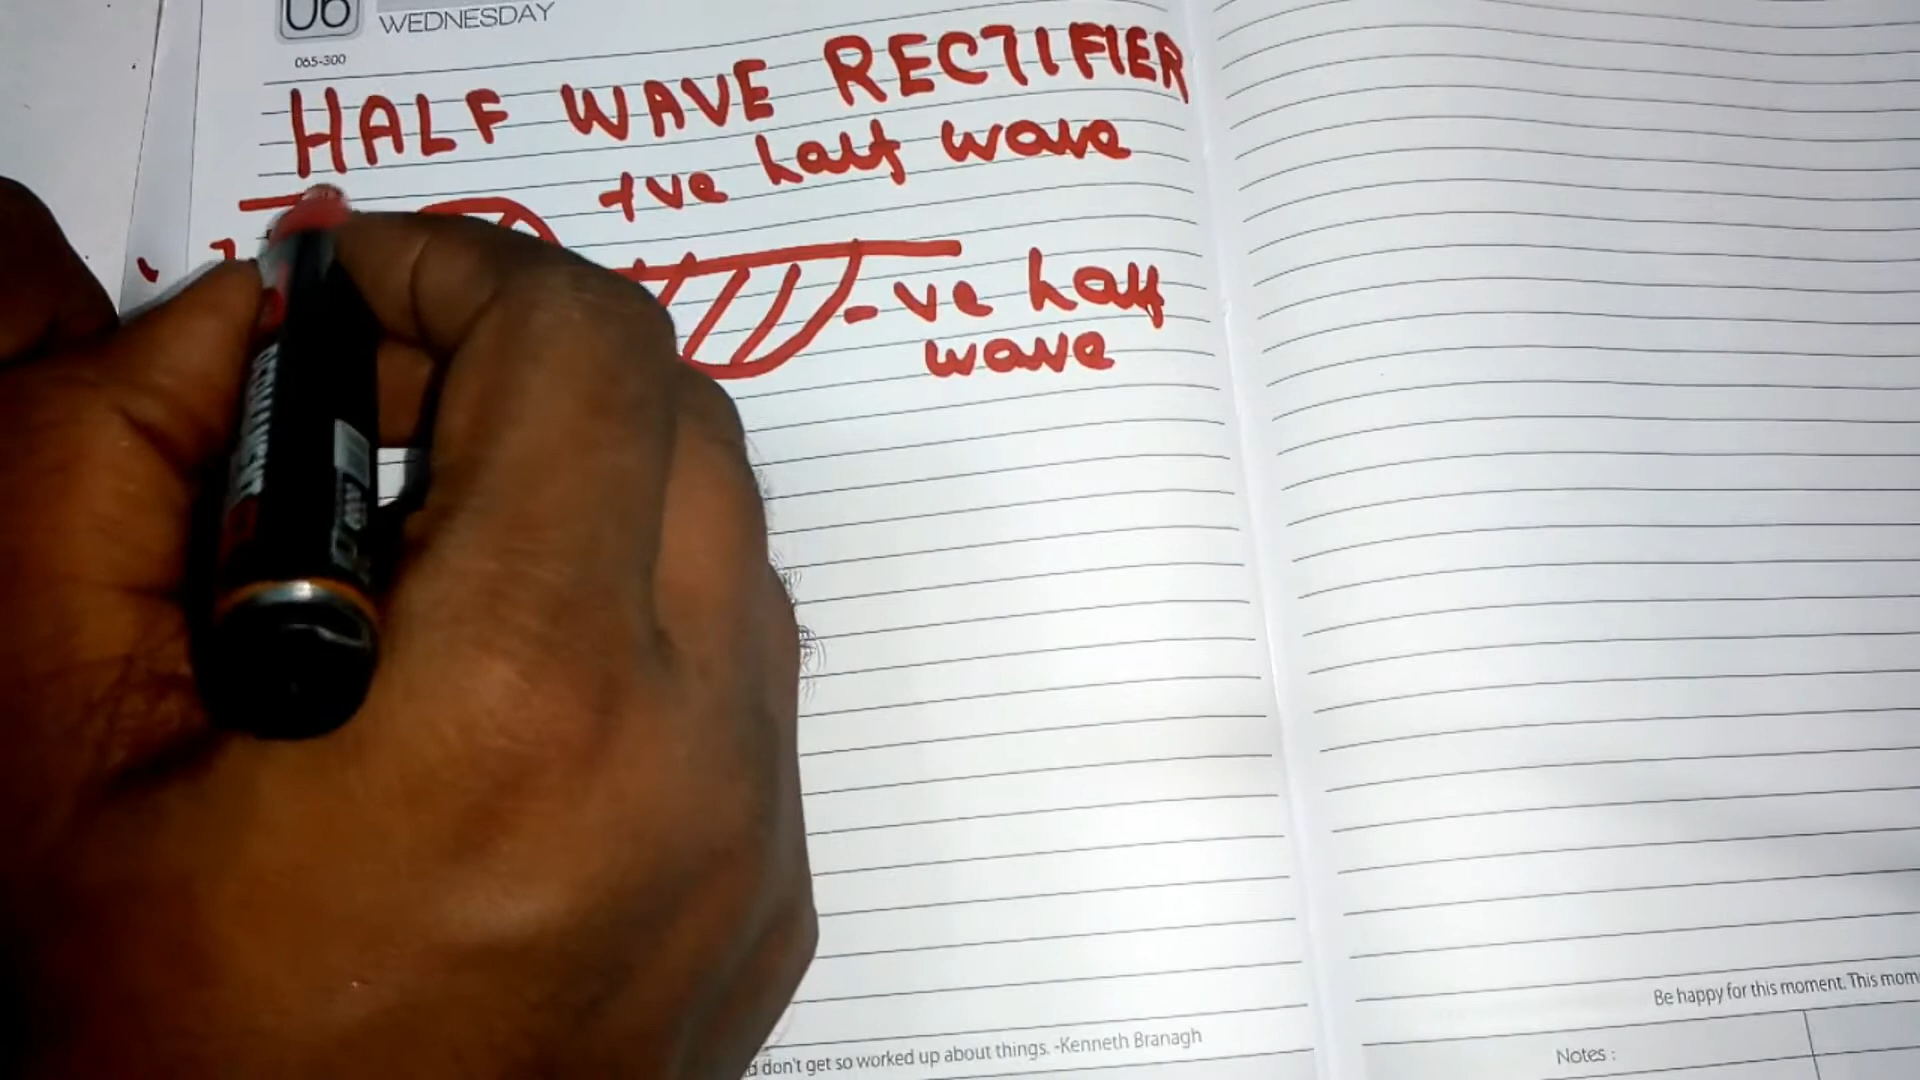 06
WEDNESDAY
065-300
HALF WAVE RECTIFIER
+ve half wave
-ve half
wave
don't get so worked up about things. -Kenneth Branagh
Be happy for this moment. This mom
Notes :